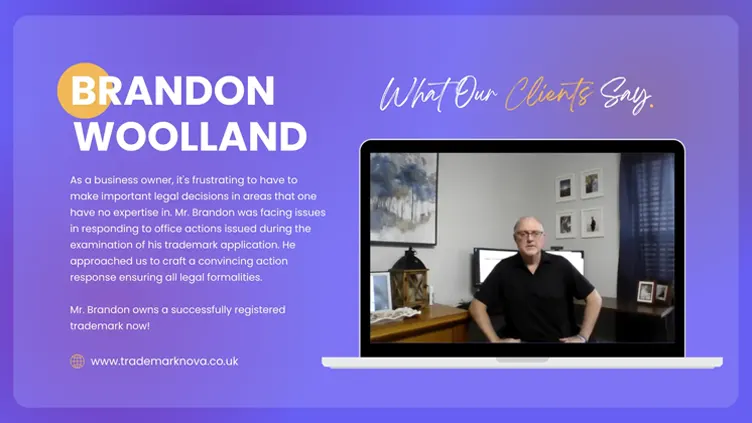 BRANDON
WOOLLAND
As a business owner, it's frustrating to have to
make important legal decisions in areas that one
have no expertise in. Mr. Brandon was facing issues
in responding to office actions issued during the
examination of his trademark application. He
approached us to craft a convincing action
response ensuring all legal formalities.
Mr. Brandon owns a successfully registered
trademark now!
www.trademarknova.co.uk
What Our Clients Say.